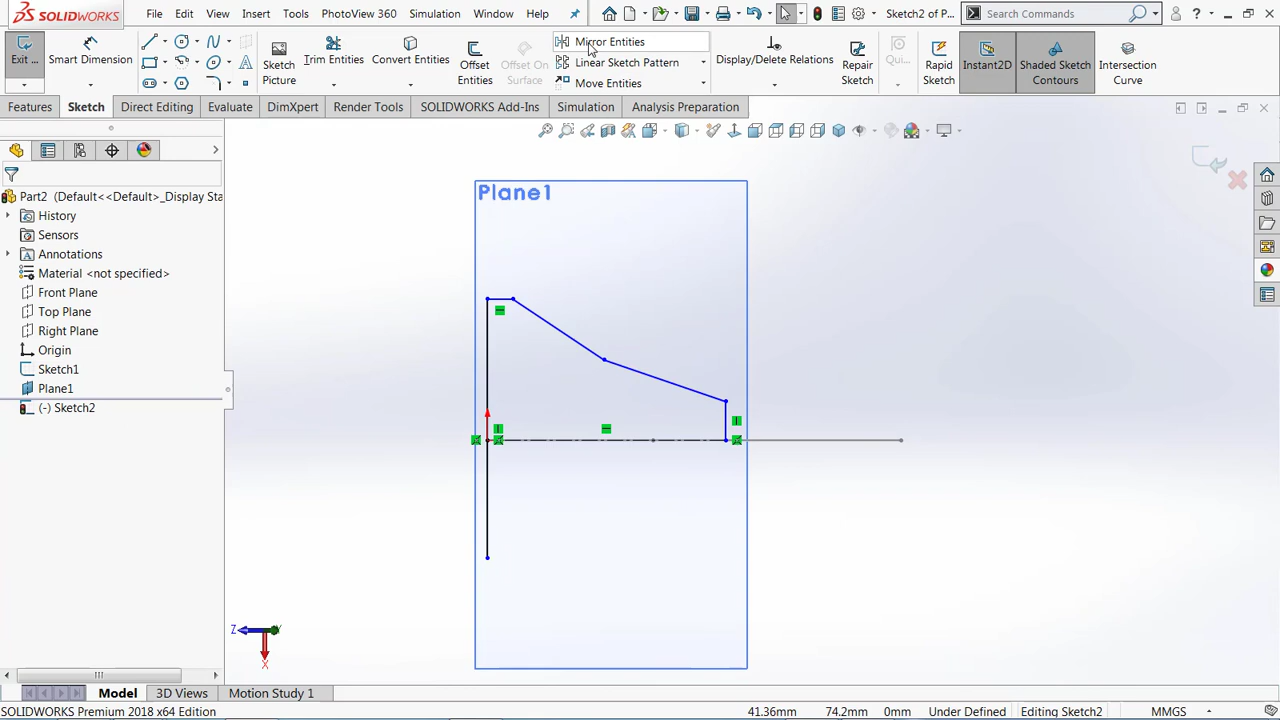 SOLIDWORKS File Edit View Insert Tools PhotoView 360 Simulation Window Help Sketch2 of P... Search Commands ?
Exit ... Smart Dimension Sketch Picture Trim Entities Convert Entities Offset Entities Offset On Surface Mirror Entities Linear Sketch Pattern Move Entities Display/Delete Relations Repair Sketch Qui... Rapid Sketch Instant2D Shaded Sketch Contours Intersection Curve
Features Sketch Direct Editing Evaluate DimXpert Render Tools SOLIDWORKS Add-Ins Simulation Analysis Preparation
Part2 (Default<<Default>_Display Sta
History
Sensors
Annotations
Material <not specified>
Front Plane
Top Plane
Right Plane
Origin
Sketch1
Plane1
(-) Sketch2
Plane1
Z Y
X
Model 3D Views Motion Study 1
SOLIDWORKS Premium 2018 x64 Edition 41.36mm 74.2mm 0mm Under Defined Editing Sketch2 MMGS